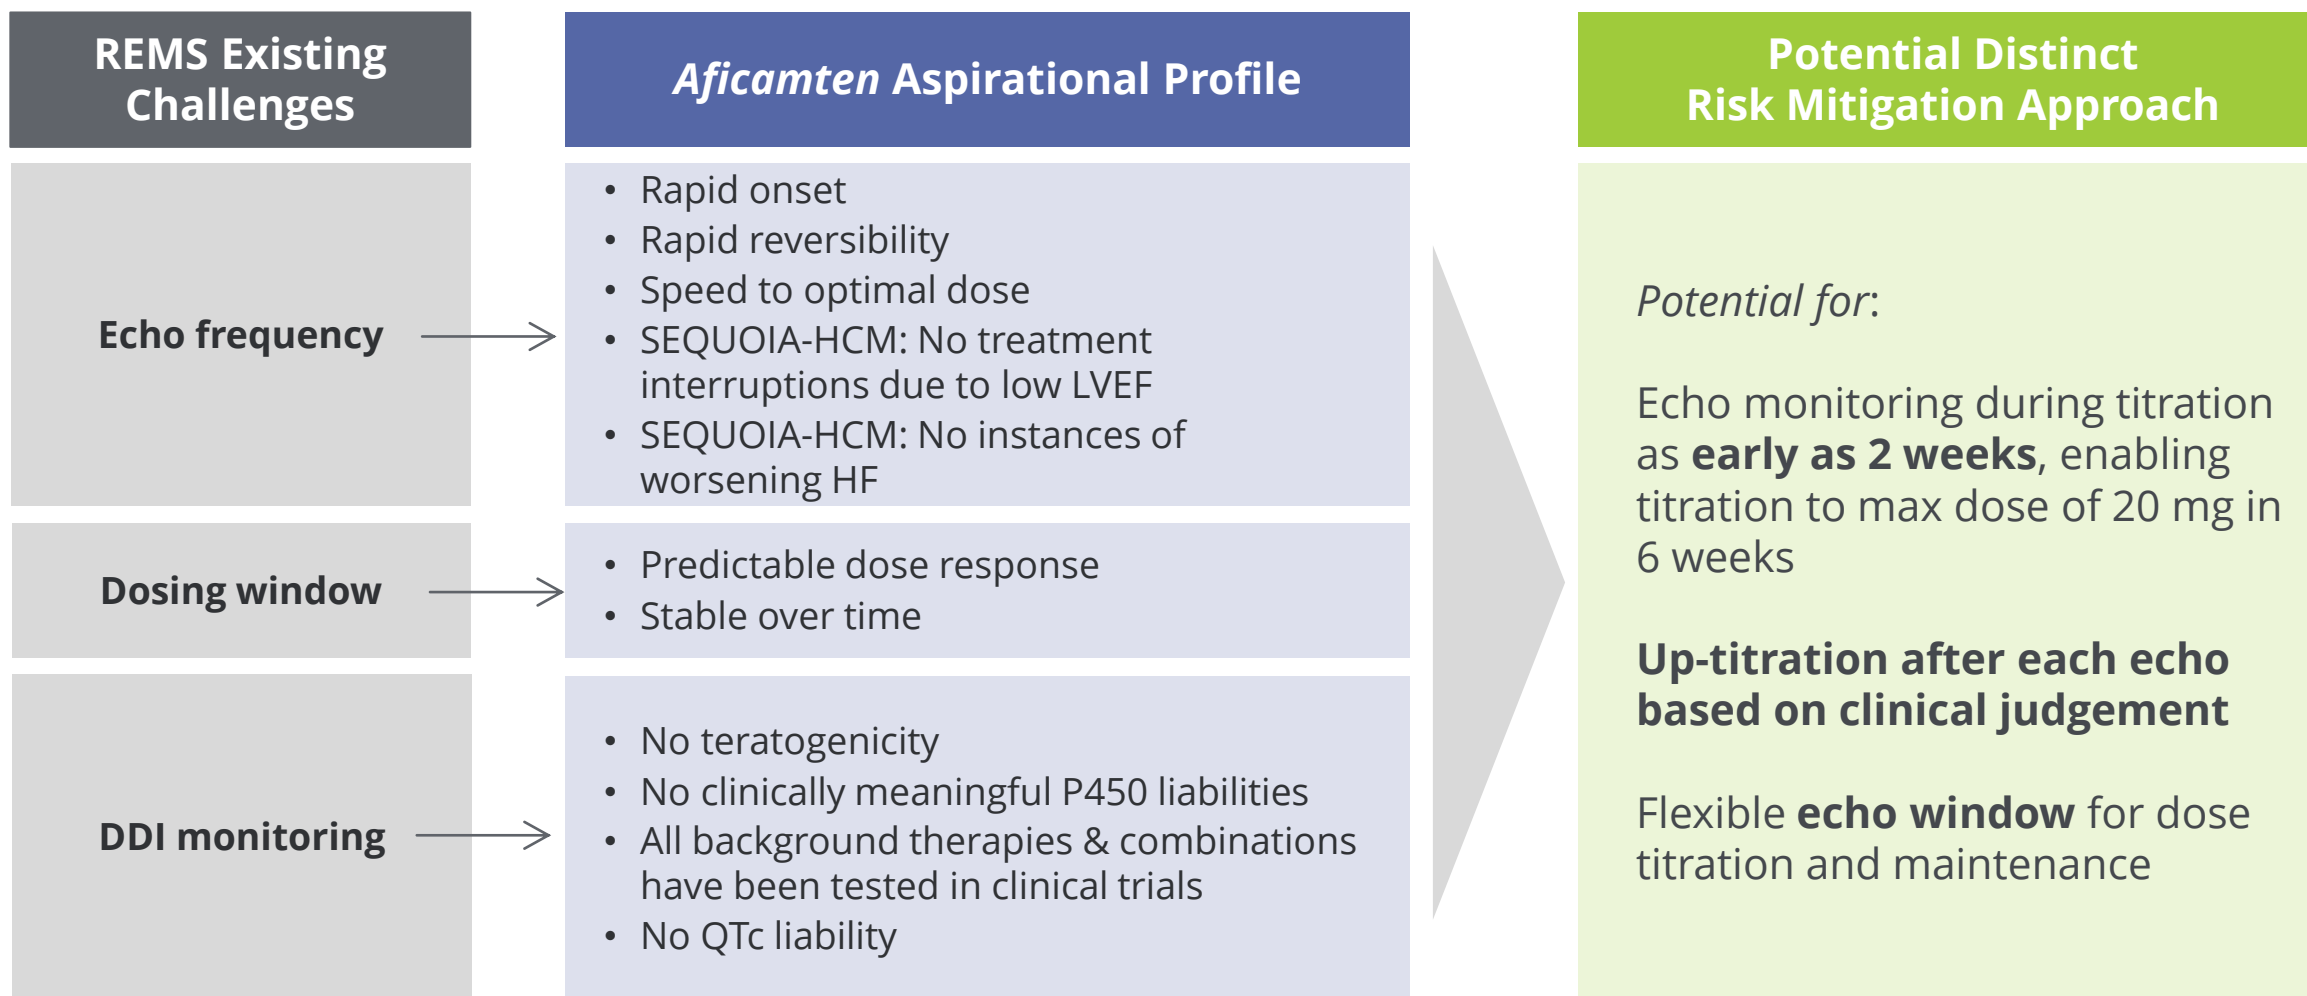 REMS Existing
Challenges
Aficamten Aspirational Profile
Potential Distinct
Risk Mitigation Approach
Echo frequency
• Rapid onset
• Rapid reversibility
• Speed to optimal dose
• SEQUOIA-HCM: No treatment
interruptions due to low LVEF
• SEQUOIA-HCM: No instances of
worsening HF
Dosing window
• Predictable dose response
• Stable over time
DDI monitoring
• No teratogenicity
• No clinically meaningful P450 liabilities
• All background therapies & combinations
have been tested in clinical trials
• No QTc liability
Potential for:
Echo monitoring during titration
as early as 2 weeks, enabling
titration to max dose of 20 mg in
6 weeks
Up-titration after each echo
based on clinical judgement
Flexible echo window for dose
titration and maintenance